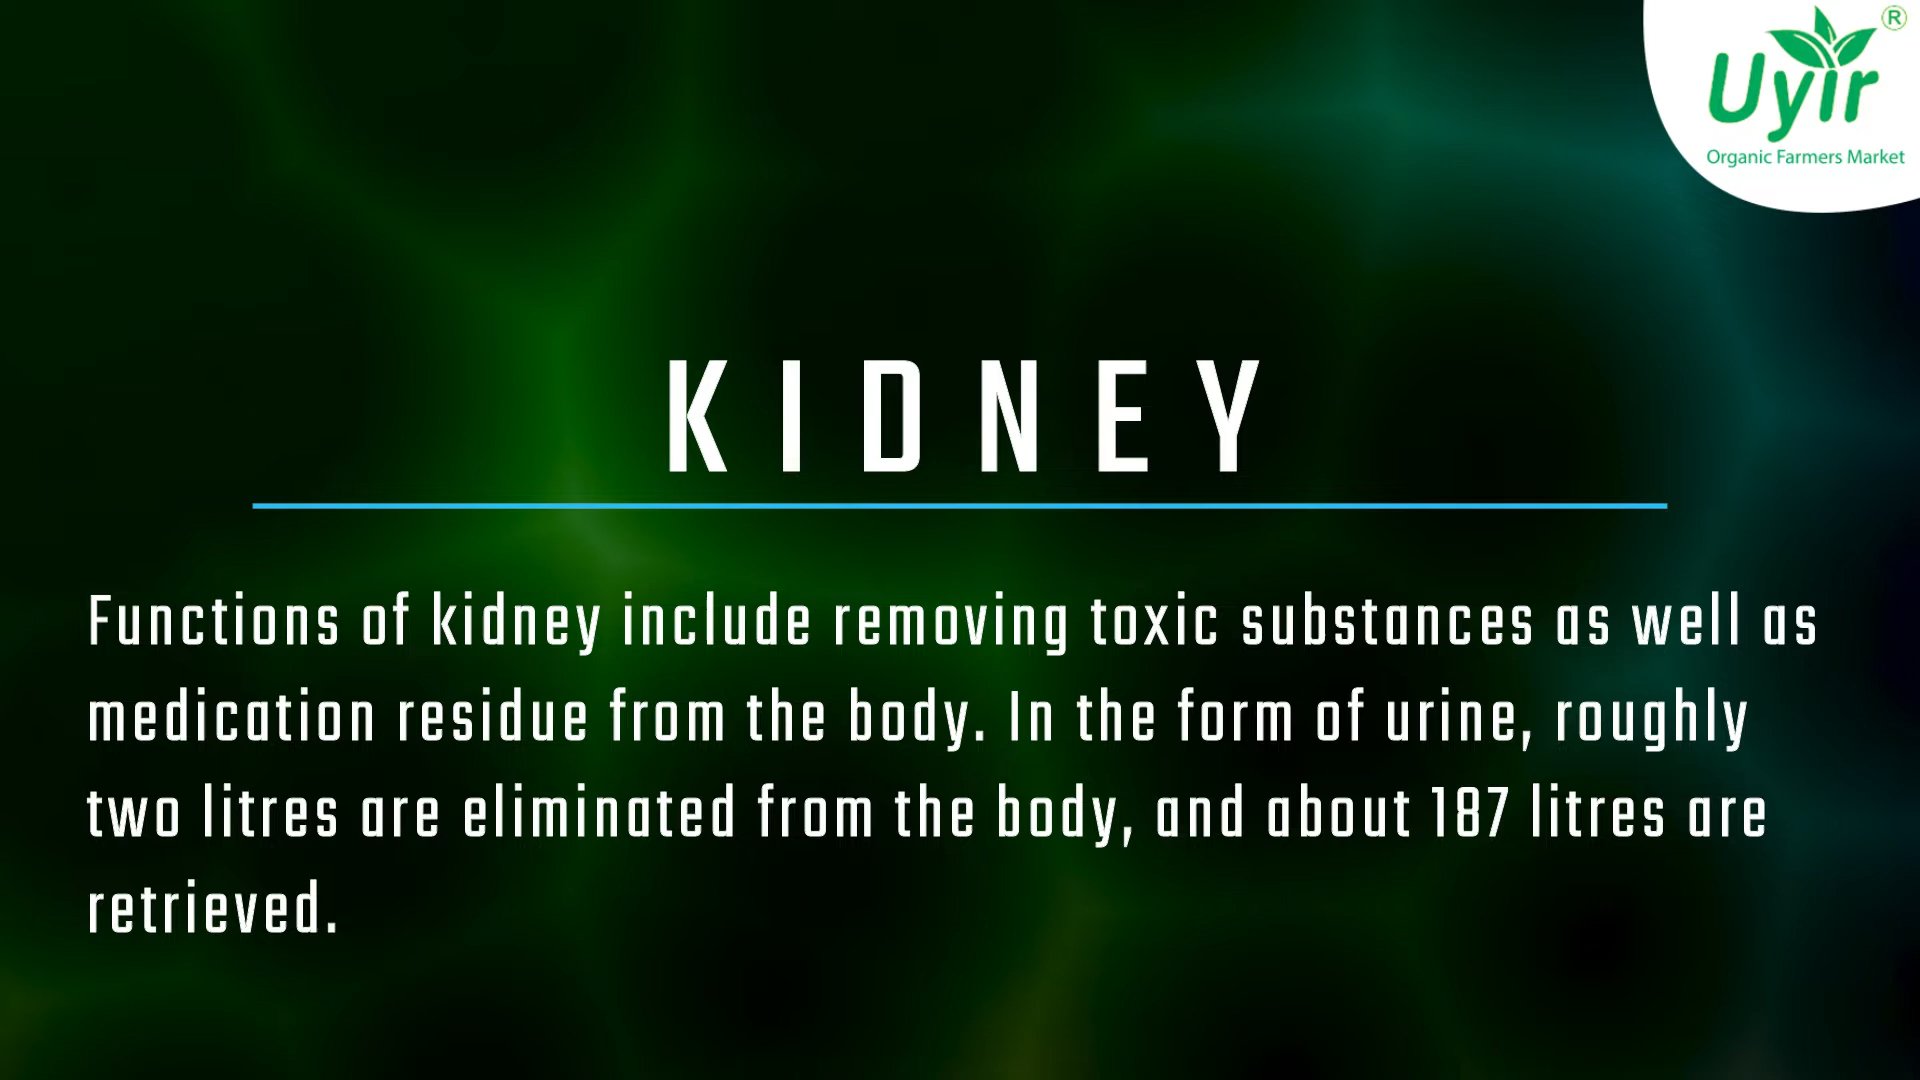 ®
Uyir
Organic Farmers Market
KIDNEY
Functions of kidney include removing toxic substances as well as
medication residue from the body. In the form of urine, roughly
two litres are eliminated from the body, and about 187 litres are
retrieved.